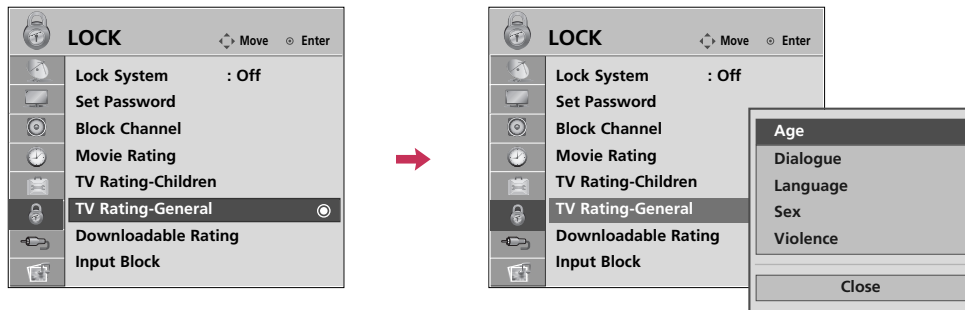 LOCK
Move Enter
Lock System : Off
Set Password
Block Channel
Movie Rating
TV Rating-Children
TV Rating-General
Downloadable Rating
Input Block
LOCK
Move Enter
Lock System : Off
Set Password
Block Channel
Movie Rating
TV Rating-Children
TV Rating-General
Downloadable Rating
Input Block
Age
Dialogue
Language
Sex
Violence
Close